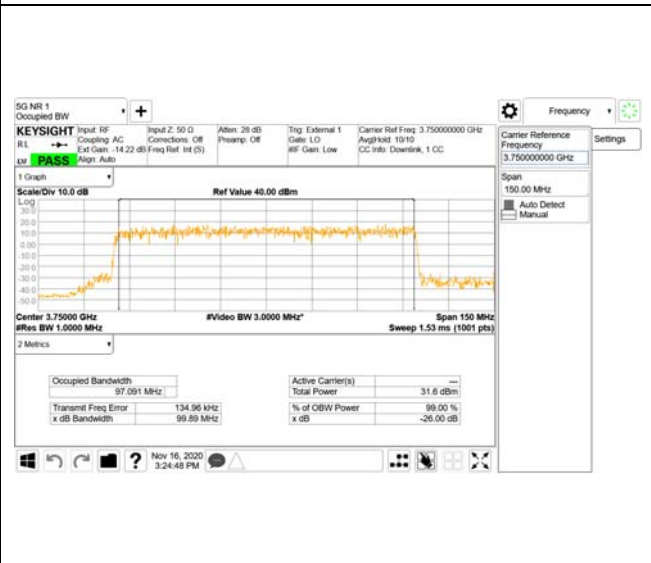 5G NR 1
Occupied BW
Frequency
KEYSIGHT
Input: RF
Coupling: AC
Ext Gain: -14.22 dB
Align: Auto
Input Z: 50 Ω
Corrections: Off
Freq Ref: Int (S)
Atten: 28 dB
Preamp: Off
Trig: External 1
Gate: LO
#IF Gain: Low
Carrier Ref Freq: 3.750000000 GHz
Avg|Hold: 10/10
CC Info: Downlink, 1 CC
RL
PASS
Carrier Reference
Frequency
3.750000000 GHz
Settings
Span
150.00 MHz
Auto Detect
Manual
1 Graph
Scale/Div 10.0 dB
Ref Value 40.00 dBm
Log
30.0
20.0
10.0
0.00
-10.0
-20.0
-30.0
-40.0
-50.0
Center 3.75000 GHz
#Video BW 3.0000 MHz*
Span 150 MHz
#Res BW 1.0000 MHz
Sweep 1.53 ms (1001 pts)
2 Metrics
Occupied Bandwidth
97.091 MHz
Active Carrier(s)
---
Total Power
31.6 dBm
Transmit Freq Error
134.96 kHz
x dB Bandwidth
99.89 MHz
% of OBW Power
99.00 %
x dB
-26.00 dB
?
Nov 16, 2020
3:24:48 PM